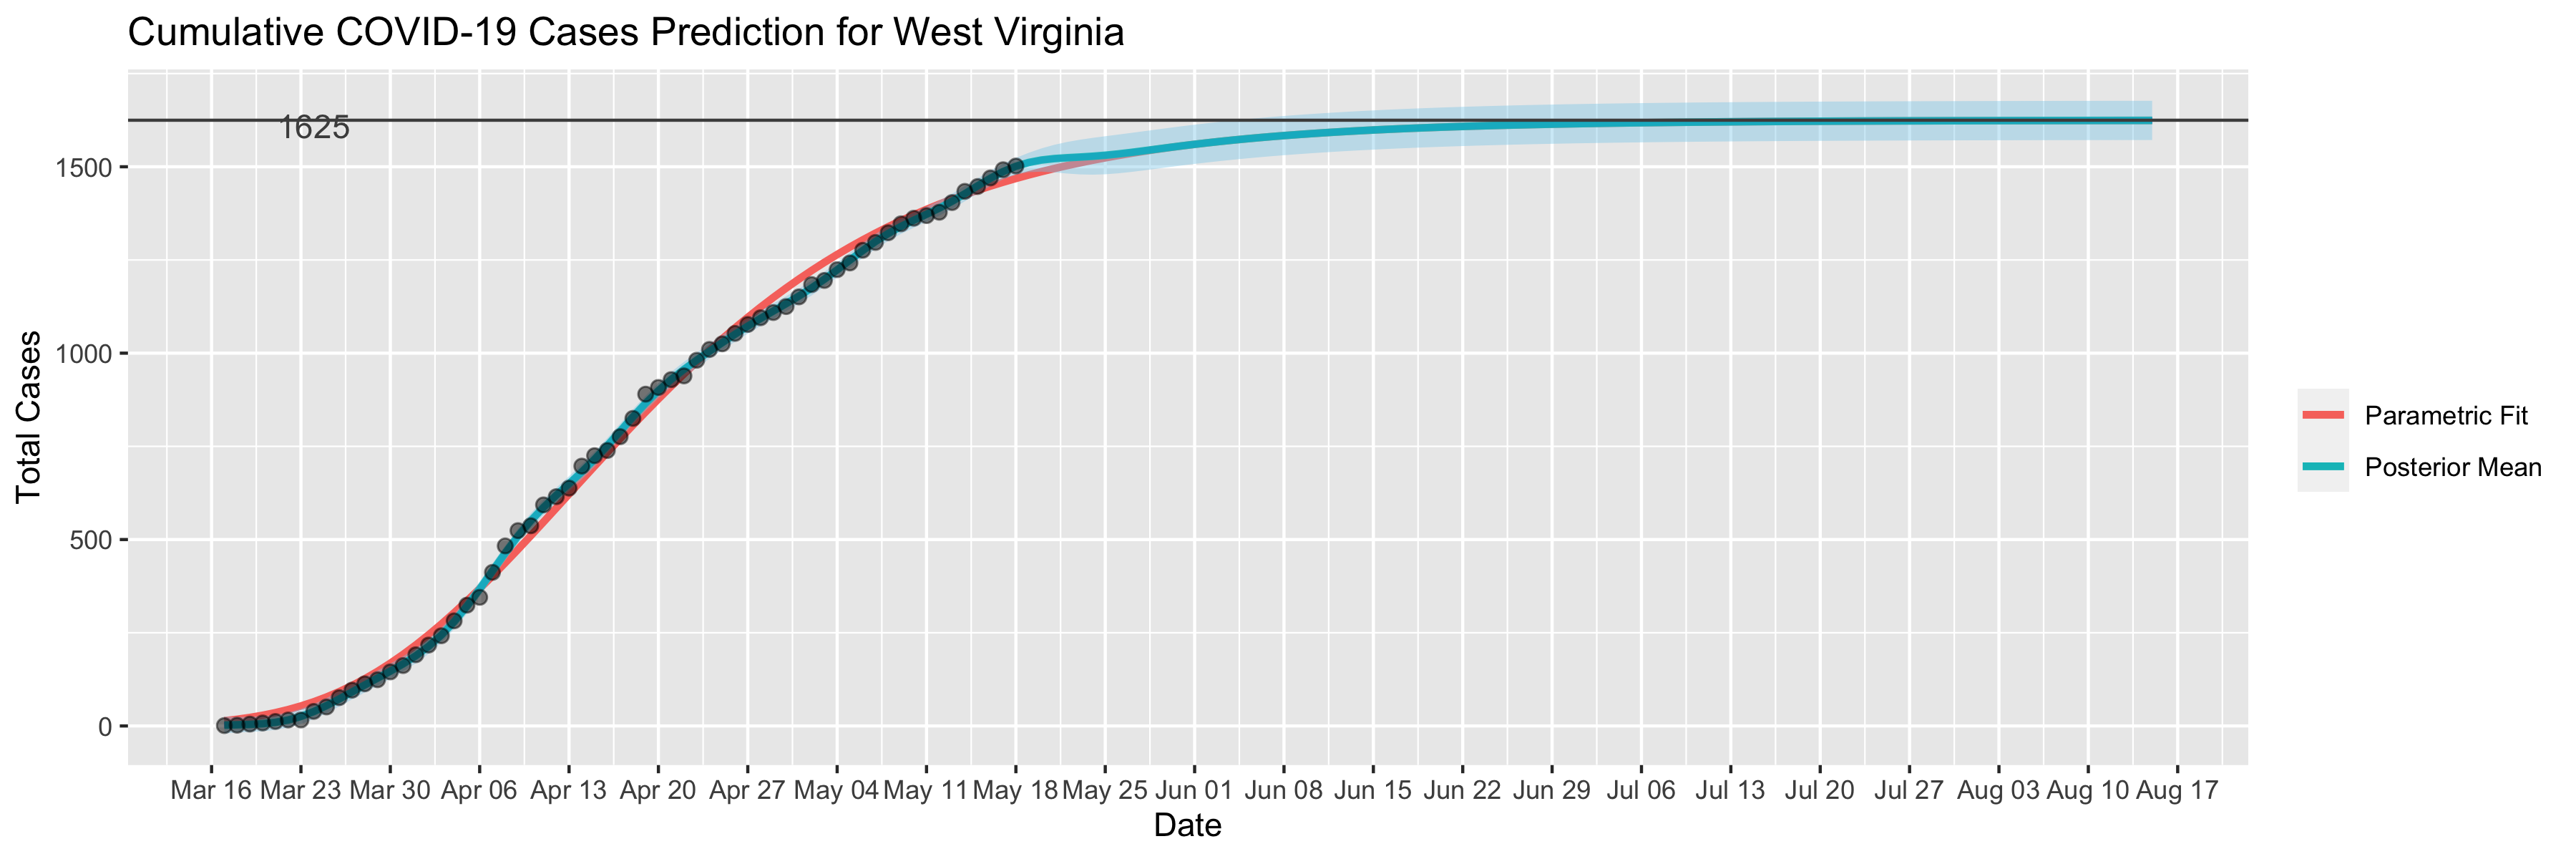 Cumulative COVID-19 Cases Prediction for West Virginia
1625
1500
1000
500
0
Total Cases
Mar 16 Mar 23 Mar 30 Apr 06 Apr 13 Apr 20 Apr 27 May 04 May 11 May 18 May 25 Jun 01 Jun 08 Jun 15 Jun 22 Jun 29 Jul 06 Jul 13 Jul 20 Jul 27 Aug 03 Aug 10 Aug 17
Date
Parametric Fit
Posterior Mean